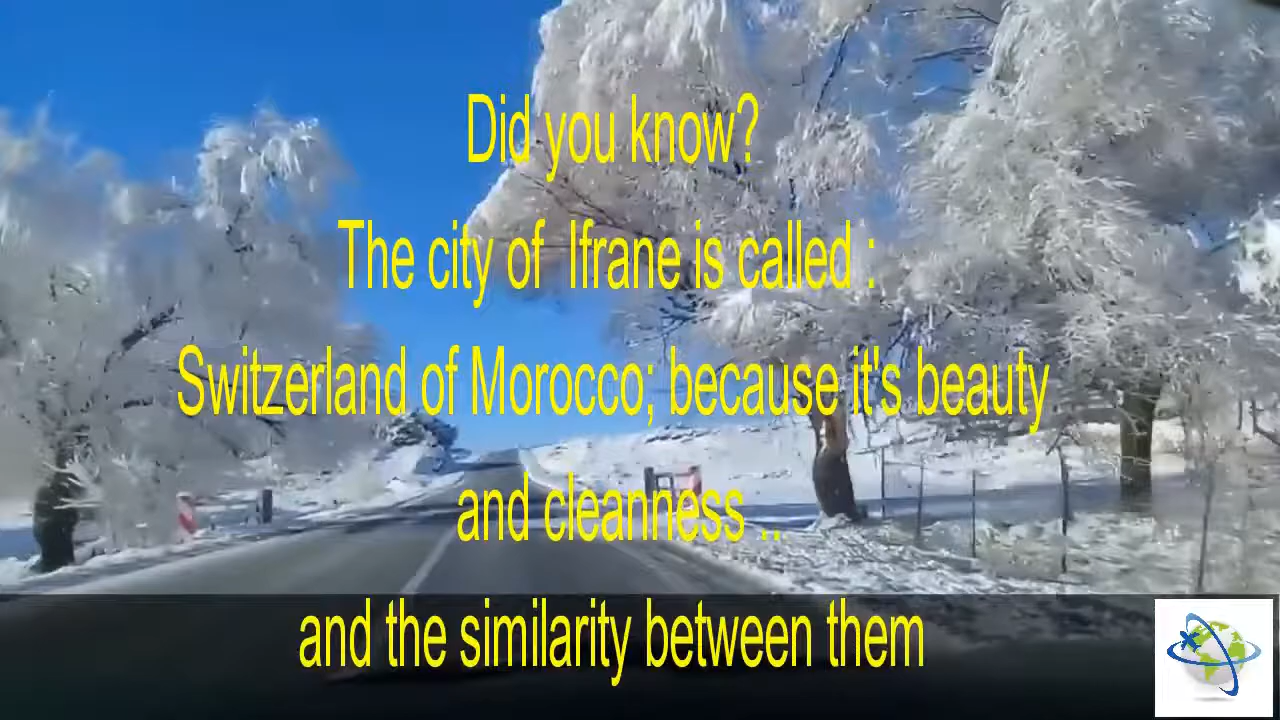 Did you know?
The city of Ifrane is called :
Switzerland of Morocco; because it's beauty
and cleanness ..
and the similarity between them